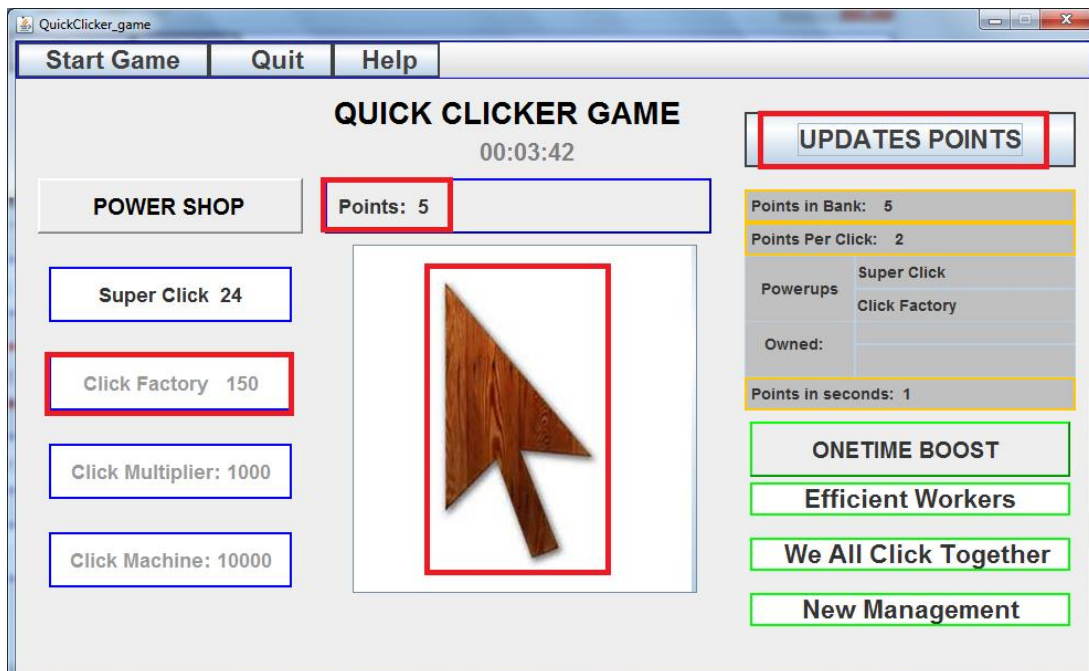 QuickClicker_game
Start Game Quit Help
QUICK CLICKER GAME
00:03:42
UPDATES POINTS
POWER SHOP
Points: 5
Points in Bank: 5
Points Per Click: 2
Powerups
Super Click
Click Factory
Owned:
Points in seconds: 1
Super Click 24
Click Factory 150
Click Multiplier: 1000
Click Machine: 10000
ONETIME BOOST
Efficient Workers
We All Click Together
New Management